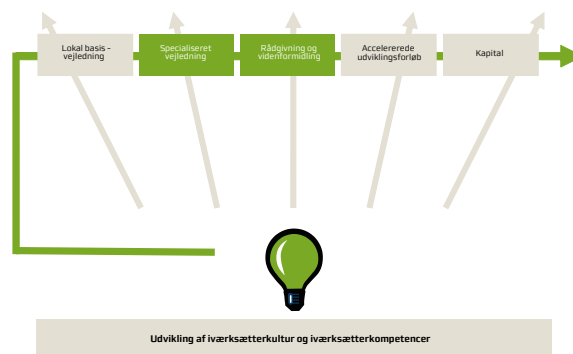 Lokal basis –
vejledning
Specialiseret
vejledning
Rådgivning og
videnformidling
Accelererede
udviklingsforløb
Kapital
Udvikling af iværksætterkultur og iværksætterkompetencer